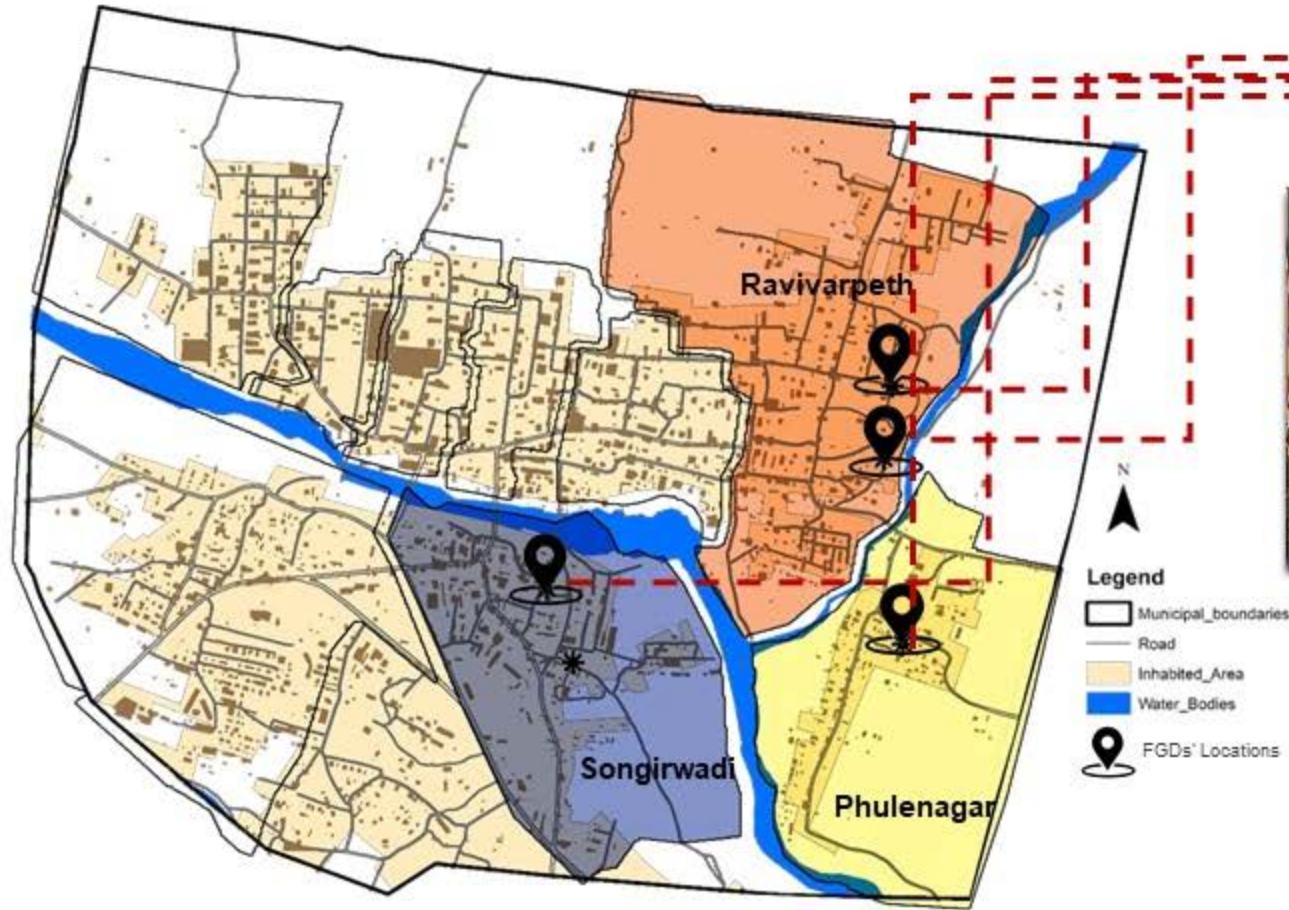 Ravivarpeth
N
Legend
Municipal_boundaries
Road
Inhabited_Area
Water_Bodies
FGDs' Locations
Songirwadi
Phulenagar